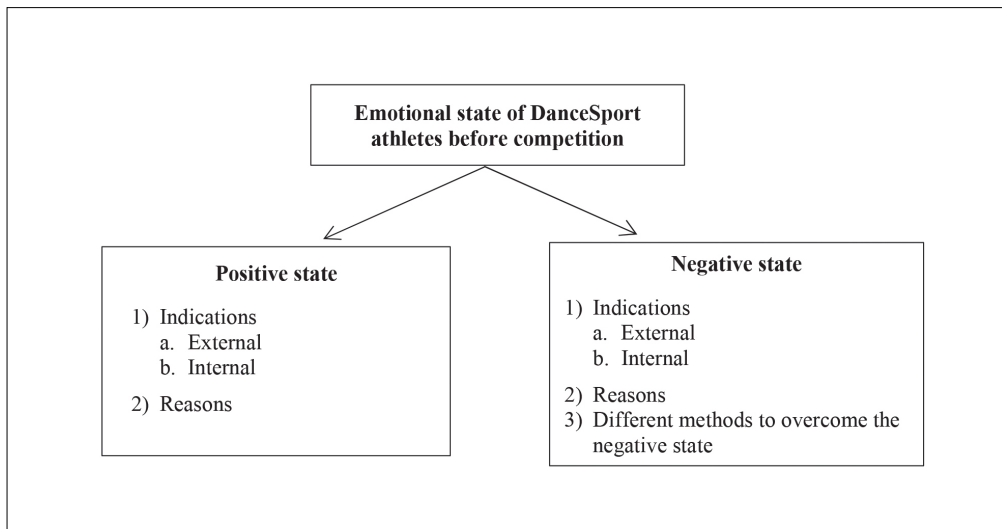 Emotional state of DanceSport
athletes before competition
Positive state
1) Indications
a. External
b. Internal
2) Reasons
Negative state
1) Indications
a. External
b. Internal
2) Reasons
3) Different methods to overcome the
negative state